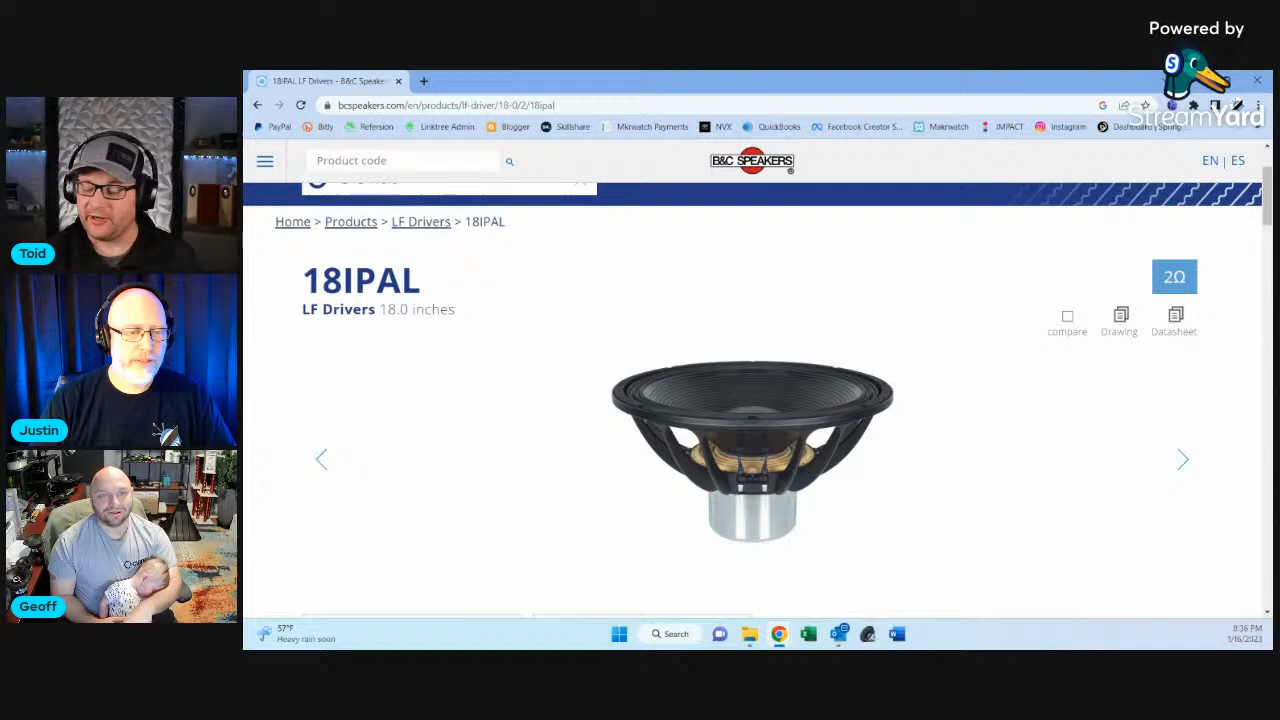 Powered by
StreamYard
18IPAL LF Drivers - B&C Speaker
bcspeakers.com/en/products/lf-driver/18-0/2/18ipal
PayPal
Bitly
Refersion
Linktree Admin
Blogger
Skillshare
Mkrwatch Payments
NVX
QuickBooks
Facebook Creator S...
Makrwatch
IMPACT
Instagram
Dashboard | Spring
Product code
B&C SPEAKERS
EN | ES
Home > Products > LF Drivers > 18IPAL
18IPAL
LF Drivers 18.0 inches
2Ω
compare
Drawing
Datasheet
Toid
Justin
Geoff
57°F
Heavy rain soon
Search
8:36 PM
1/16/2023